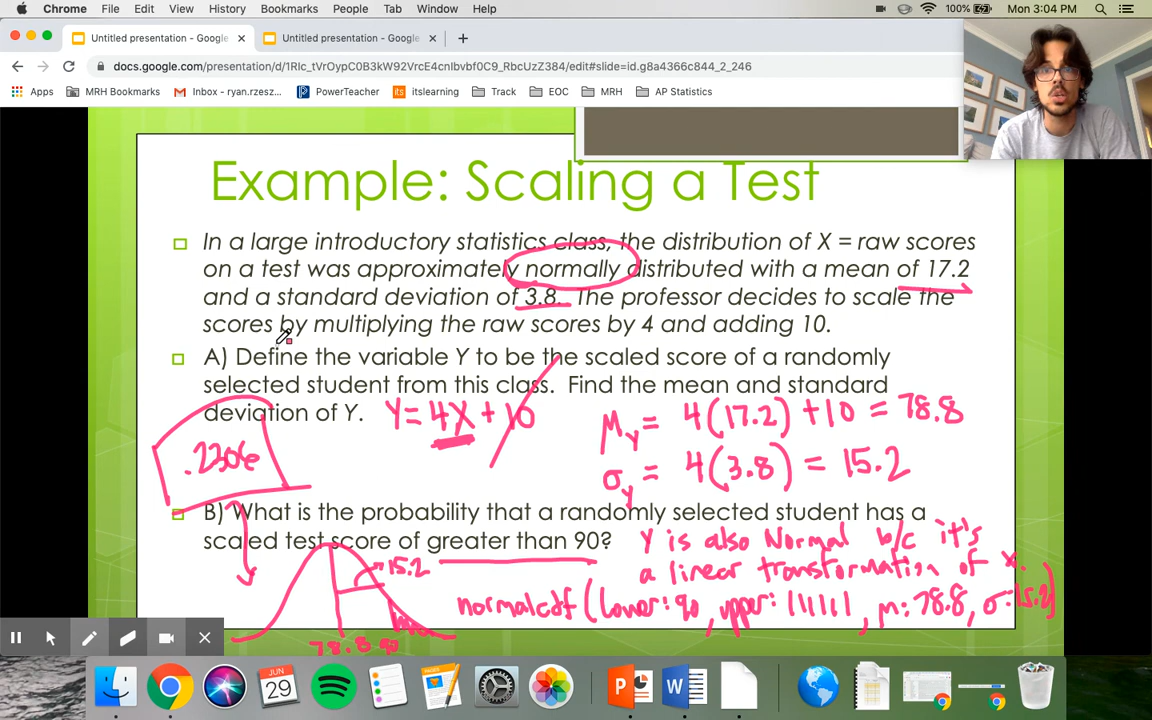 Chrome File Edit View History Bookmarks People Tab Window Help 100% Mon 3:04 PM
Untitled presentation - Google × Untitled presentation - Google × +
docs.google.com/presentation/d/1RIc_tVrOypC0B3kW92VrcE4cnIbvbf0C9_RbcUzZ384/edit#slide=id.g8a4366c844_2_246
Apps MRH Bookmarks Inbox - ryan.rzesz... PowerTeacher its itslearning Track EOC MRH AP Statistics
Example: Scaling a Test
In a large introductory statistics class, the distribution of X = raw scores
on a test was approximately normally distributed with a mean of 17.2
and a standard deviation of 3.8. The professor decides to scale the
scores by multiplying the raw scores by 4 and adding 10.
A) Define the variable Y to be the scaled score of a randomly
selected student from this class. Find the mean and standard
deviation of Y. Y = 4X + 10
μY = 4(17.2) + 10 = 78.8
σY = 4(3.8) = 15.2
.2306
B) What is the probability that a randomly selected student has a
scaled test score of greater than 90?
Y is also Normal b/c it's
a linear transformation of X.
normalcdf (lower: 90, upper: 11111, μ: 78.8, σ: 15.2)
15.2
78.8 90
JUN
29